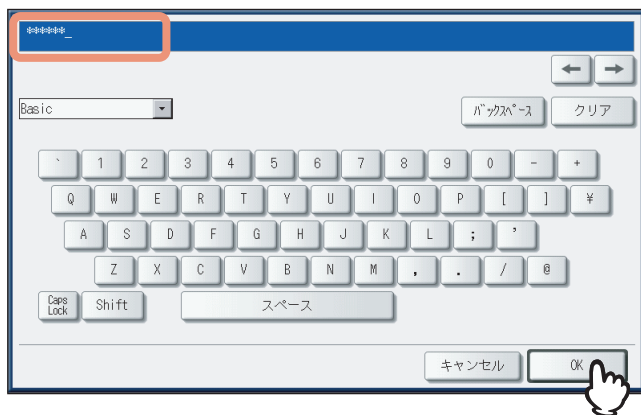 ******_
← →
Basic バックスペース クリア
` 1 2 3 4 5 6 7 8 9 0 - +
Q W E R T Y U I O P [ ] ¥
A S D F G H J K L ; '
Z X C V B N M , . / @
Caps Lock Shift スペース
キャンセル OK